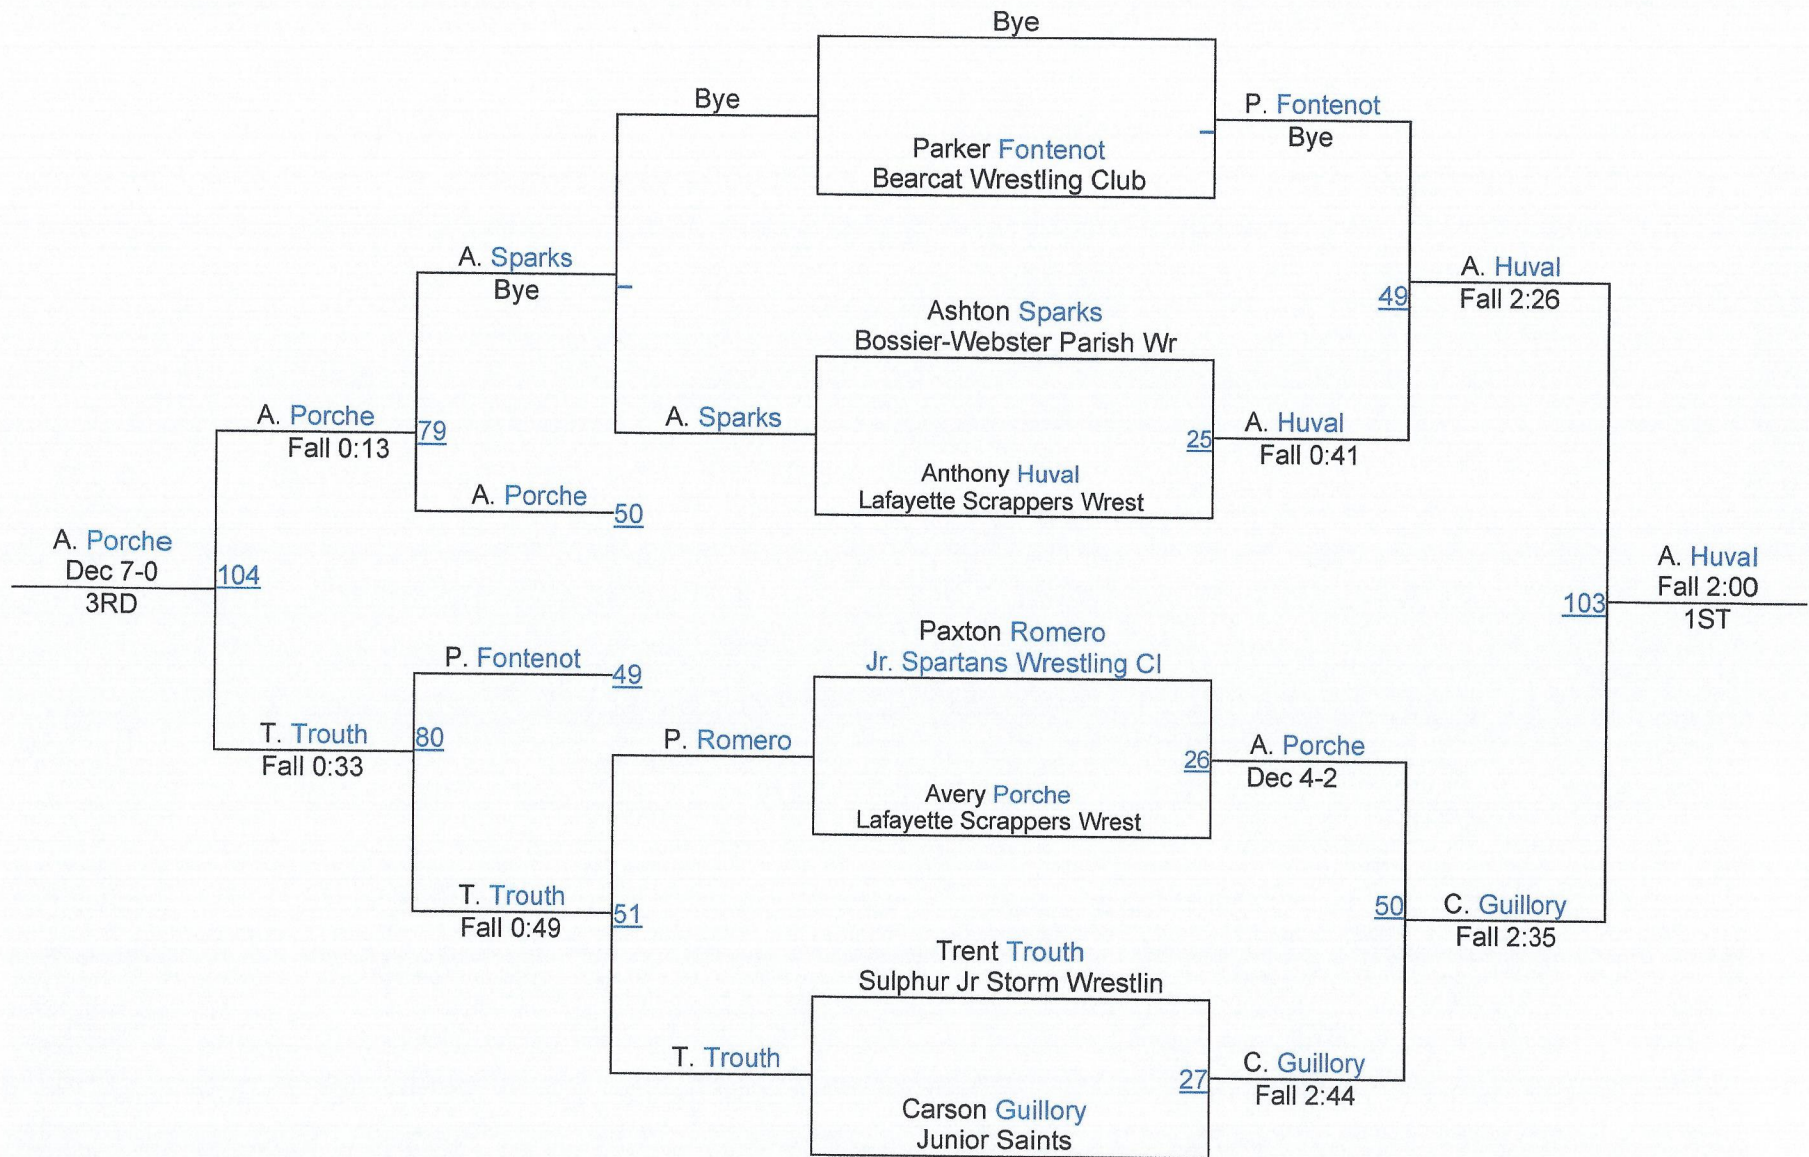 Bye
Bye
P. Fontenot
Bye
Parker Fontenot
Bearcat Wrestling Club
A. Sparks
Bye
A. Huval
Fall 2:26
49
Ashton Sparks
Bossier-Webster Parish Wr
A. Porche
Fall 0:13
79
A. Sparks
25
A. Huval
Fall 0:41
Anthony Huval
Lafayette Scrappers Wrest
A. Porche
50
A. Porche
Dec 7-0
3RD
104
A. Huval
Fall 2:00
1ST
103
Paxton Romero
Jr. Spartans Wrestling Cl
P. Fontenot
49
T. Trouth
Fall 0:33
80
P. Romero
26
A. Porche
Dec 4-2
Avery Porche
Lafayette Scrappers Wrest
T. Trouth
Fall 0:49
51
50
C. Guillory
Fall 2:35
Trent Trouth
Sulphur Jr Storm Wrestlin
T. Trouth
27
C. Guillory
Fall 2:44
Carson Guillory
Junior Saints